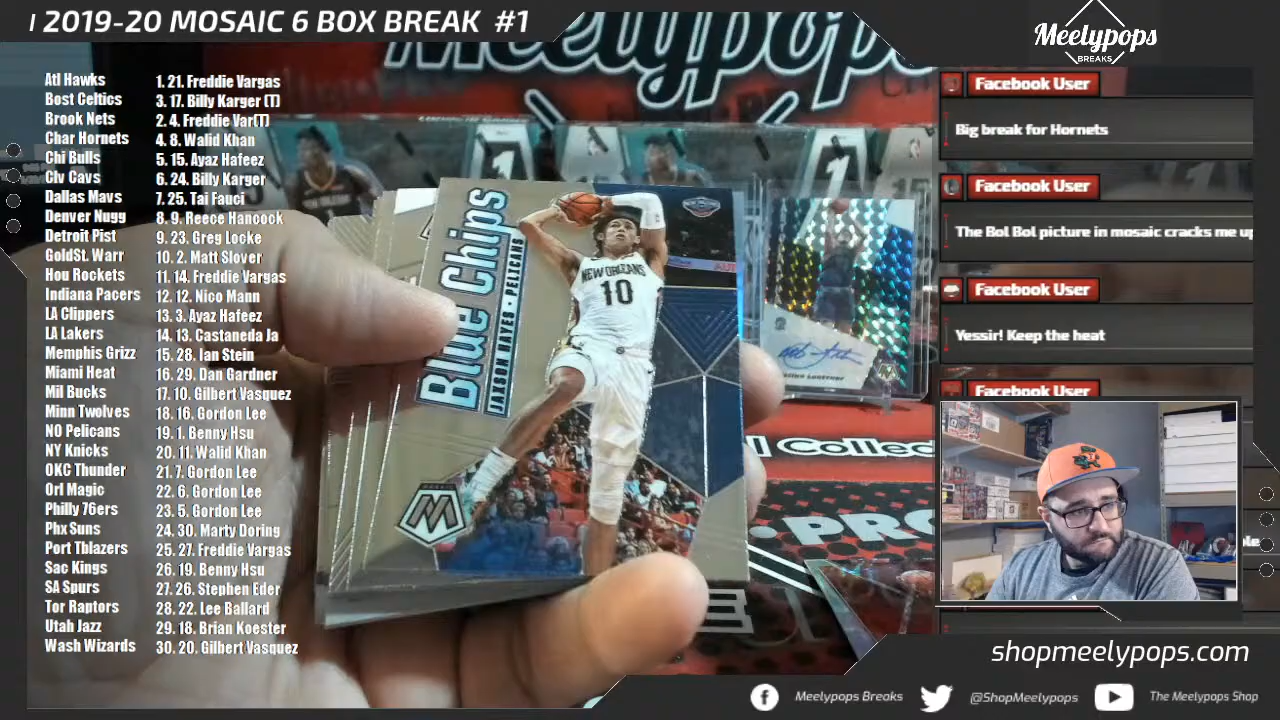 2019-20 MOSAIC 6 BOX BREAK #1
Meelypops
BREAKS
Atl Hawks 1. 21. Freddie Vargas
Bost Celtics 3. 17. Billy Karger (T)
Brook Nets 2. 4. Freddie Var(T)
Char Hornets 4. 8. Walid Khan
Chi Bulls 5. 15. Ayaz Hafeez
Clv Cavs 6. 24. Billy Karger
Dallas Mavs 7. 25. Tai Fauci
Denver Nugg 8. 9. Reece Hancock
Detroit Pist 9. 23. Greg Locke
GoldSt. Warr 10. 2. Matt Slover
Hou Rockets 11. 14. Freddie Vargas
Indiana Pacers 12. 12. Nico Mann
LA Clippers 13. 3. Ayaz Hafeez
LA Lakers 14. 13. Castaneda Ja
Memphis Grizz 15. 28. Ian Stein
Miami Heat 16. 29. Dan Gardner
Mil Bucks 17. 10. Gilbert Vasquez
Minn Twolves 18. 16. Gordon Lee
NO Pelicans 19. 1. Benny Hsu
NY Knicks 20. 11. Walid Khan
OKC Thunder 21. 7. Gordon Lee
Orl Magic 22. 6. Gordon Lee
Philly 76ers 23. 5. Gordon Lee
Phx Suns 24. 30. Marty Doring
Port Tblazers 25. 27. Freddie Vargas
Sac Kings 26. 19. Benny Hsu
SA Spurs 27. 26. Stephen Eder
Tor Raptors 28. 22. Lee Ballard
Utah Jazz 29. 18. Brian Koester
Wash Wizards 30. 20. Gilbert Vasquez
Meelypops
Blue Chips
JAXSON HAYES · PELICANS
NEW ORLEANS
10
MOSAIC
Facebook User
Big break for Hornets
Facebook User
The Bol Bol picture in mosaic cracks me up
Facebook User
Yessir! Keep the heat
Facebook User
shopmeelypops.com
Meelypops Breaks
@ShopMeelypops
The Meelypops Shop